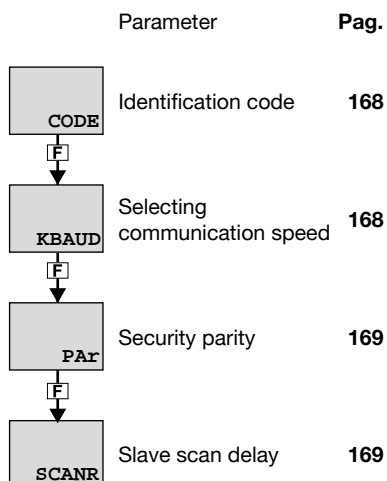 Parameter Pag.
CODE Identification code 168
F
Selecting
KBAUD communication speed 168
F
PAr Security parity 169
F
SCANR Slave scan delay 169